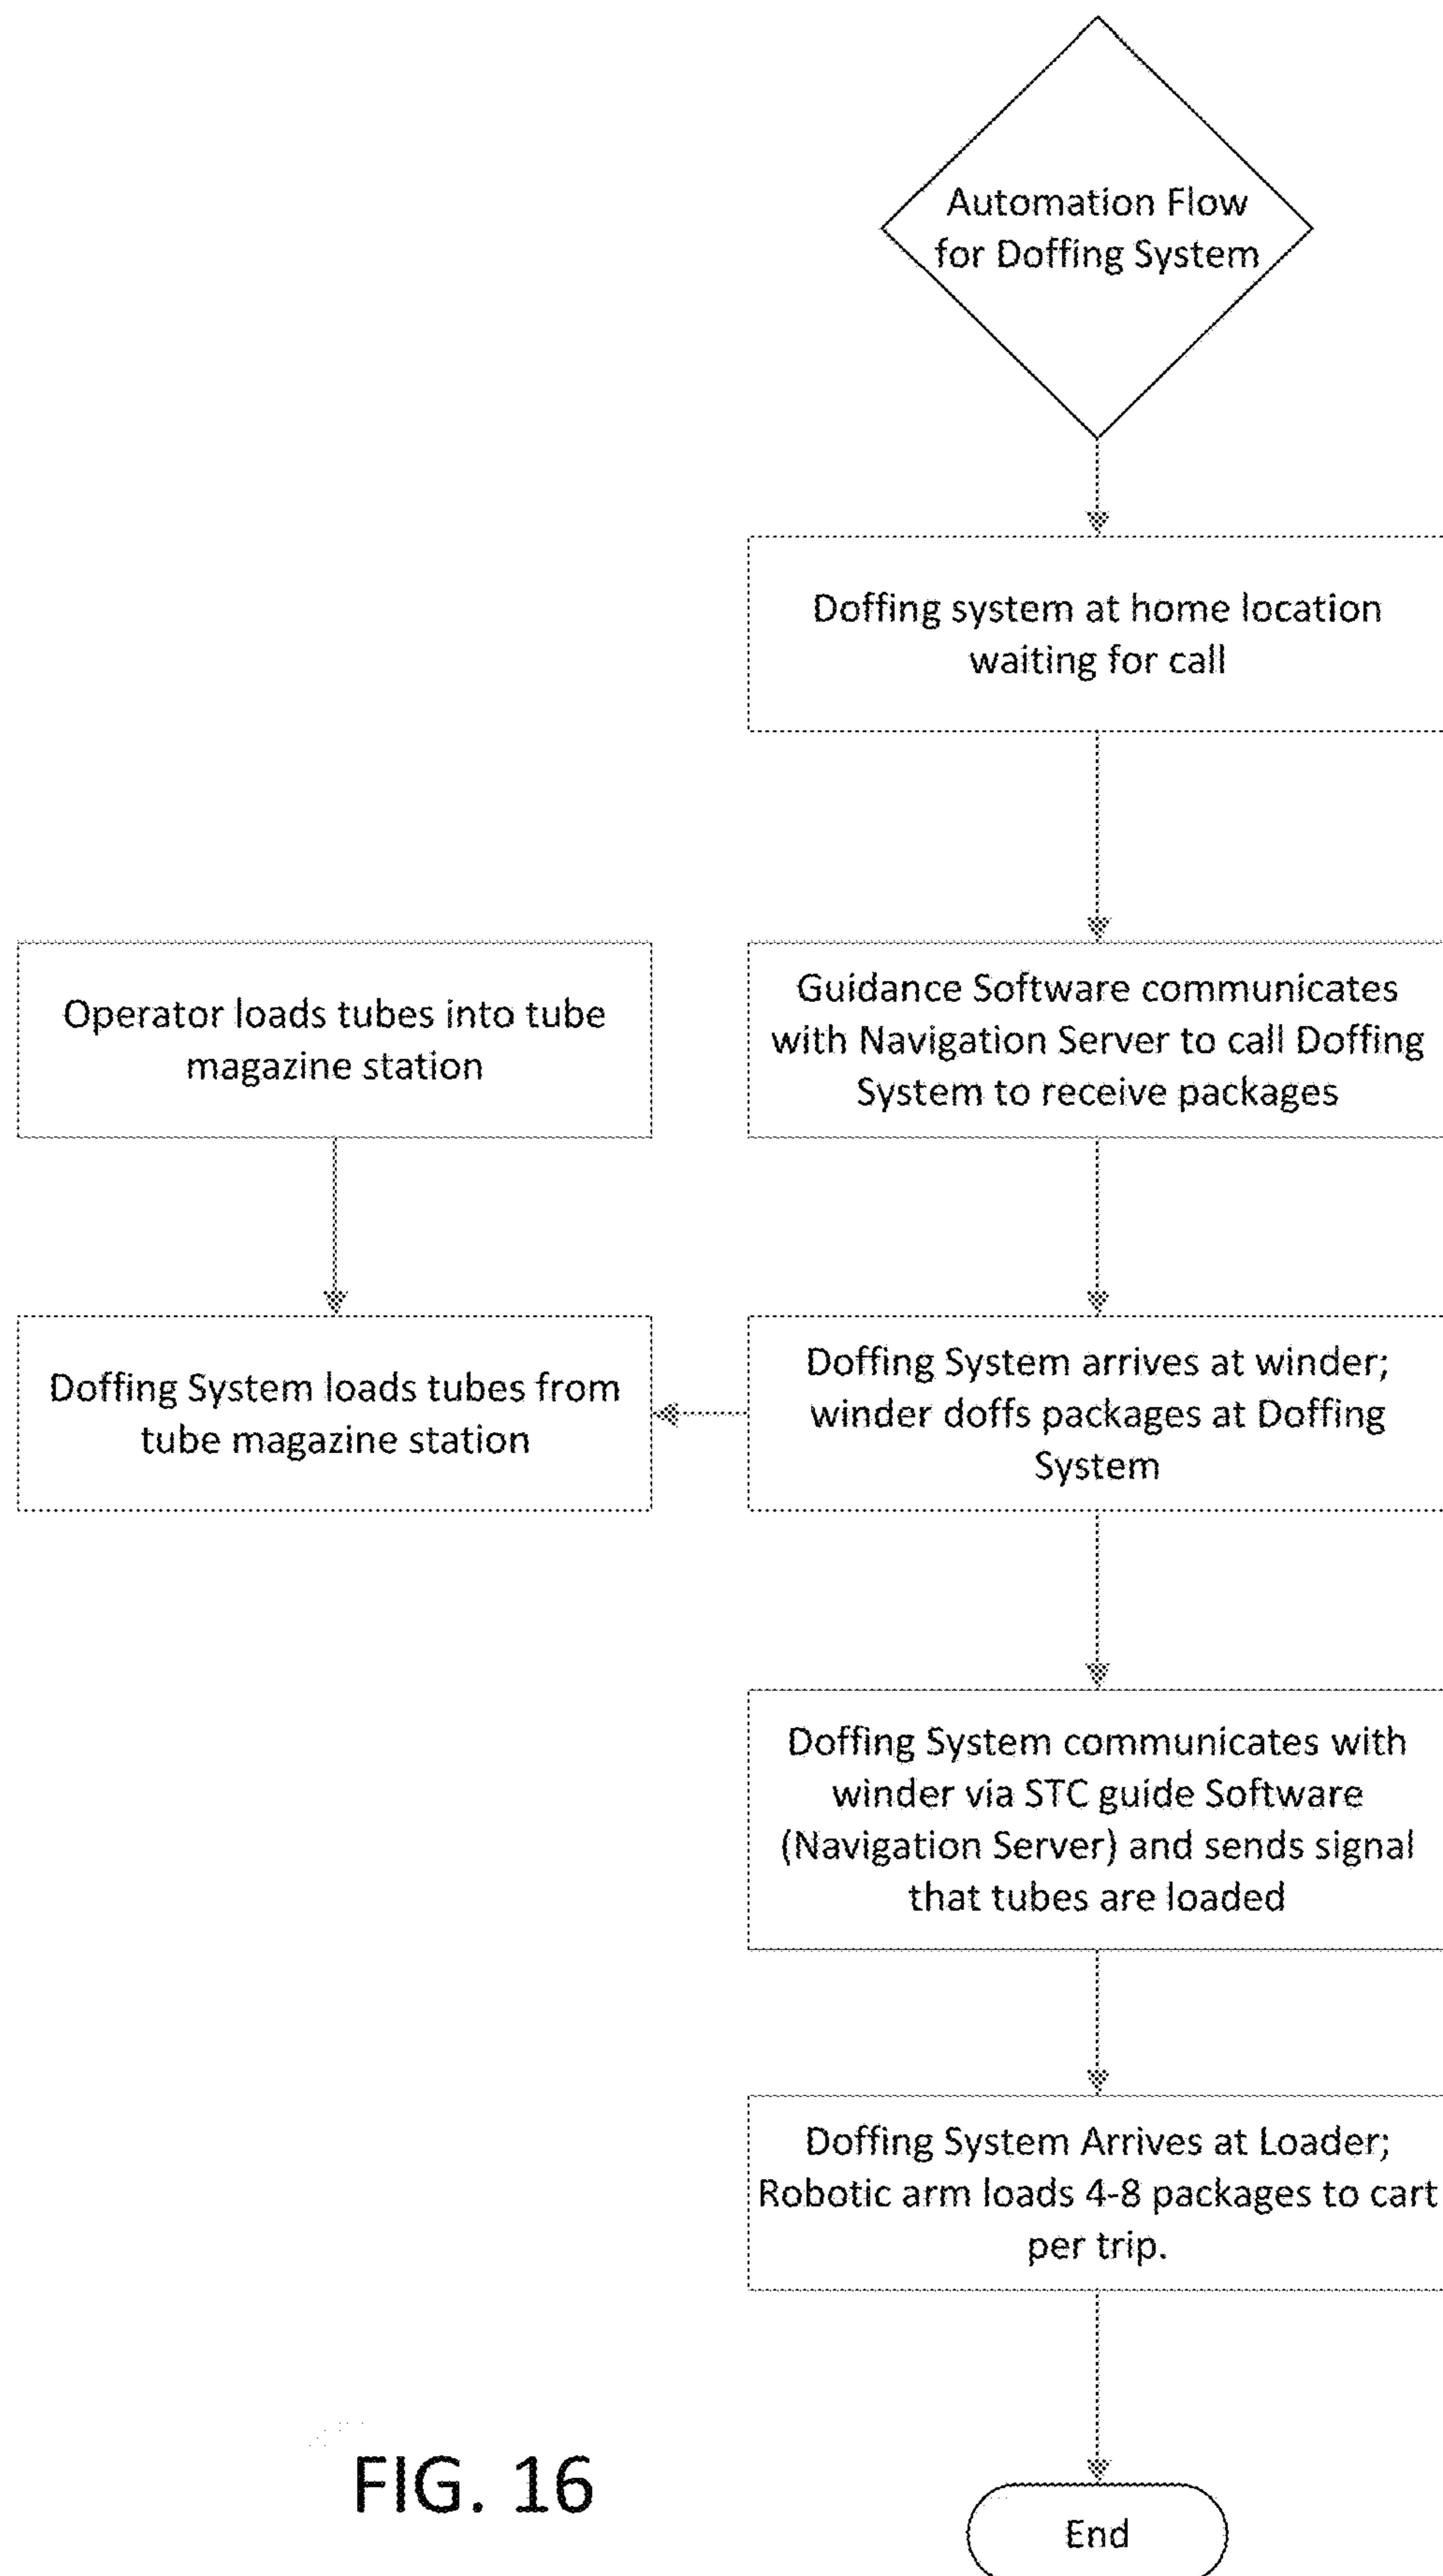 Automation Flow
for Doffing System
Doffing system at home location
waiting for call
Operator loads tubes into tube
magazine station
Guidance Software communicates
with Navigation Server to call Doffing
System to receive packages
Doffing System loads tubes from
tube magazine station
Doffing System arrives at winder;
winder doffs packages at Doffing
System
Doffing System communicates with
winder via STC guide Software
(Navigation Server) and sends signal
that tubes are loaded
Doffing System Arrives at Loader;
Robotic arm loads 4-8 packages to cart
per trip.
FIG. 16
End